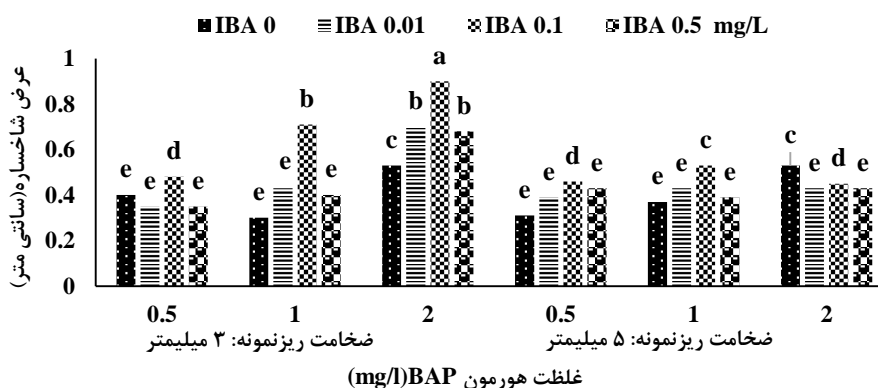 IBA 0 IBA 0.01 IBA 0.1 IBA 0.5 mg/L
عرض شاخساره(سانتی متر)
1
0.8
0.6
0.4
0.2
0
e e d e e e b e c b a b e e d e e e c e c e d e
0.5 1 2 0.5 1 2
ضخامت ریزنمونه: ۳ میلیمتر ضخامت ریزنمونه: ۵ میلیمتر
غلظت هورمون BAP(mg/l)